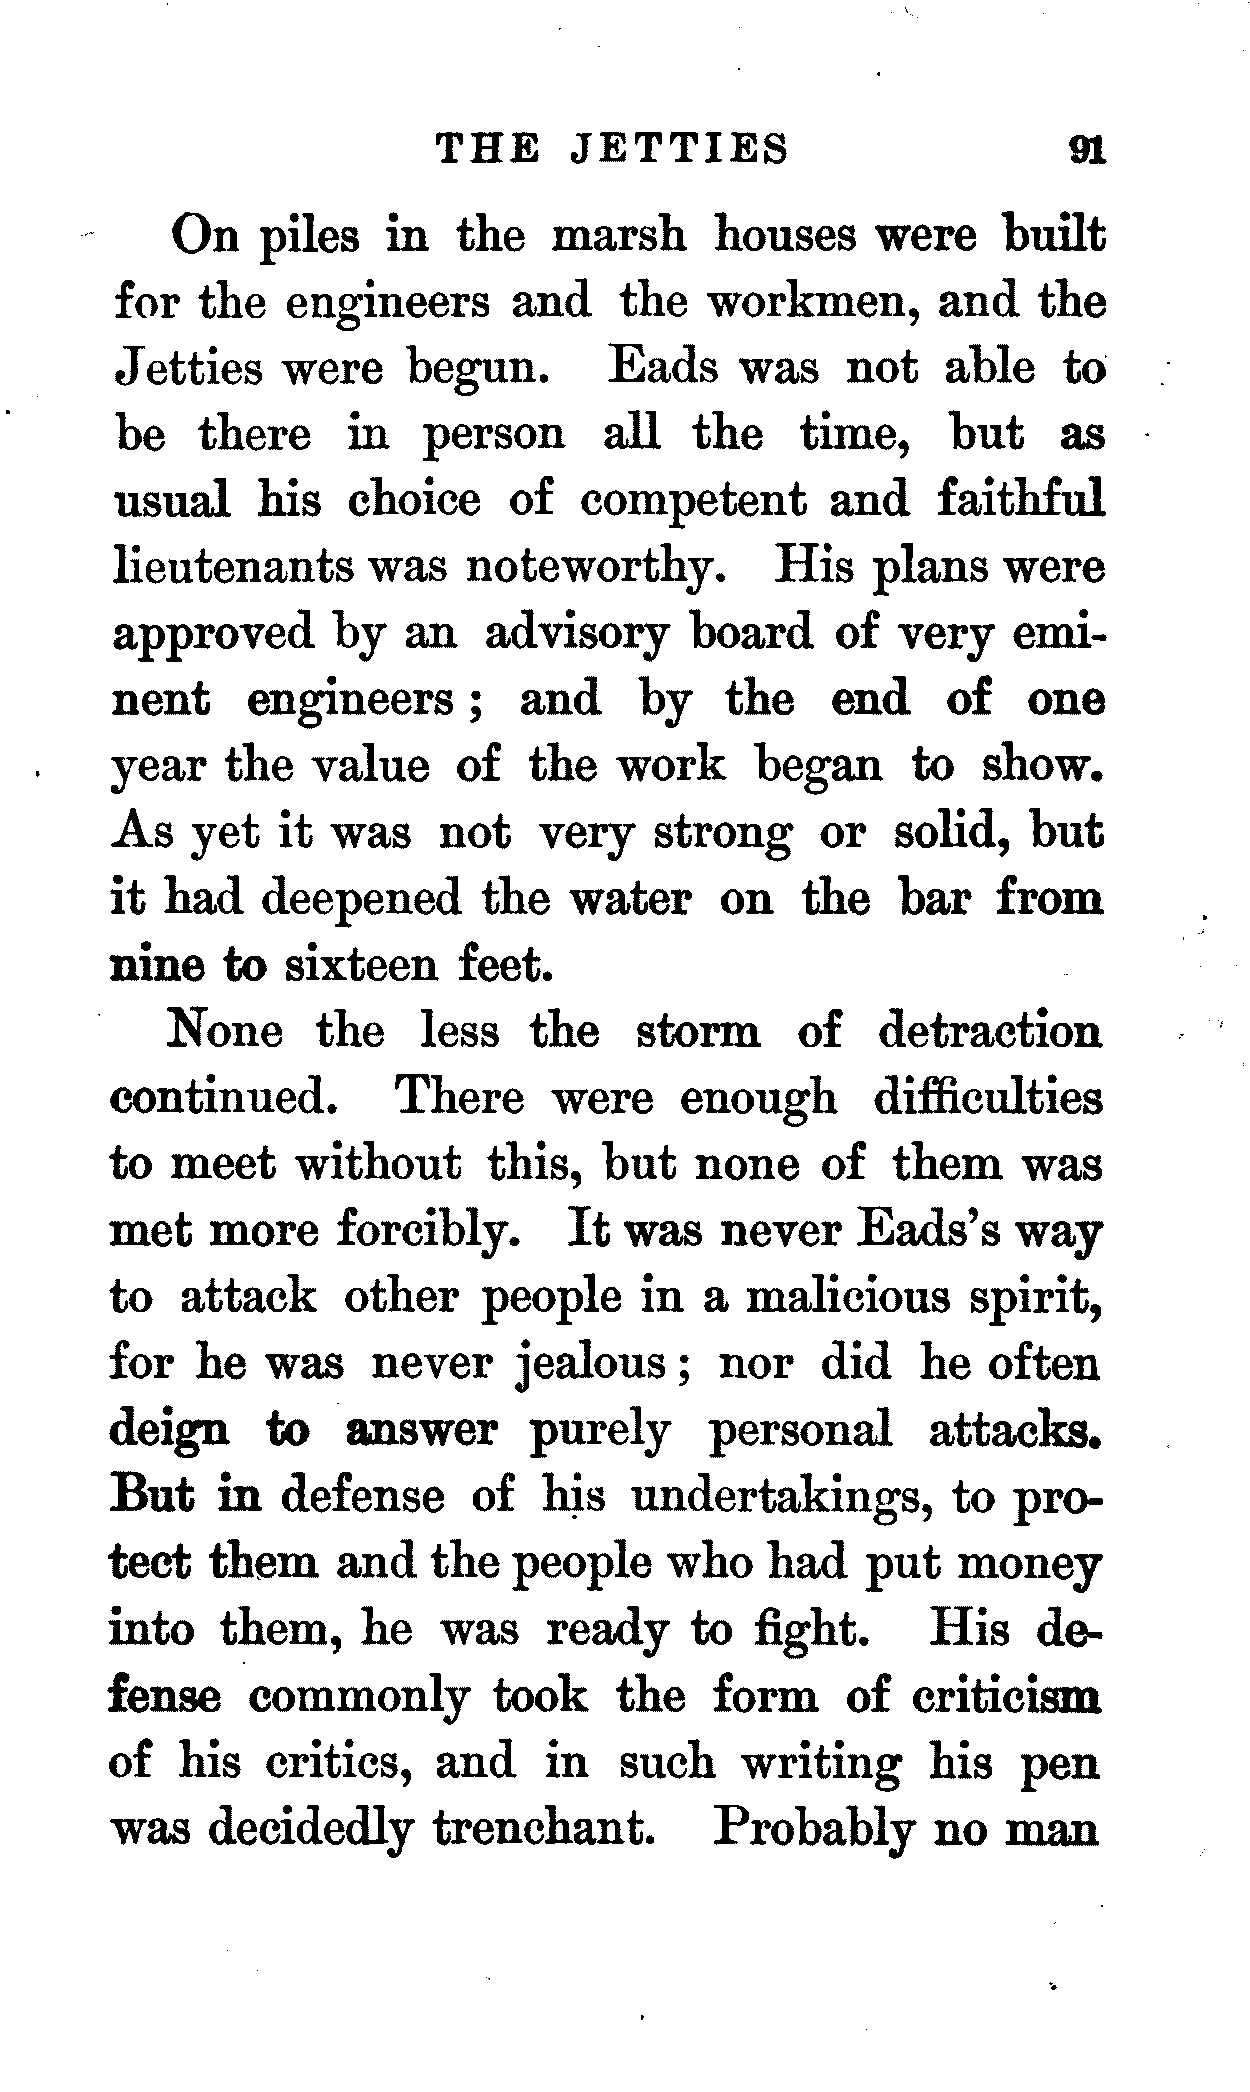 THE JETTIES 91
On piles in the marsh houses were built
for the engineers and the workmen, and the
Jetties were begun. Eads was not able to
be there in person all the time, but as
usual his choice of competent and faithful
lieutenants was noteworthy. His plans were
approved by an advisory board of very emi-
nent engineers; and by the end of one
year the value of the work began to show.
As yet it was not very strong or solid, but
it had deepened the water on the bar from
nine to sixteen feet.
None the less the storm of detraction
continued. There were enough difficulties
to meet without this, but none of them was
met more forcibly. It was never Eads's way
to attack other people in a malicious spirit,
for he was never jealous; nor did he often
deign to answer purely personal attacks.
But in defense of his undertakings, to pro-
tect them and the people who had put money
into them, he was ready to fight. His de-
fense commonly took the form of criticism
of his critics, and in such writing his pen
was decidedly trenchant. Probably no man